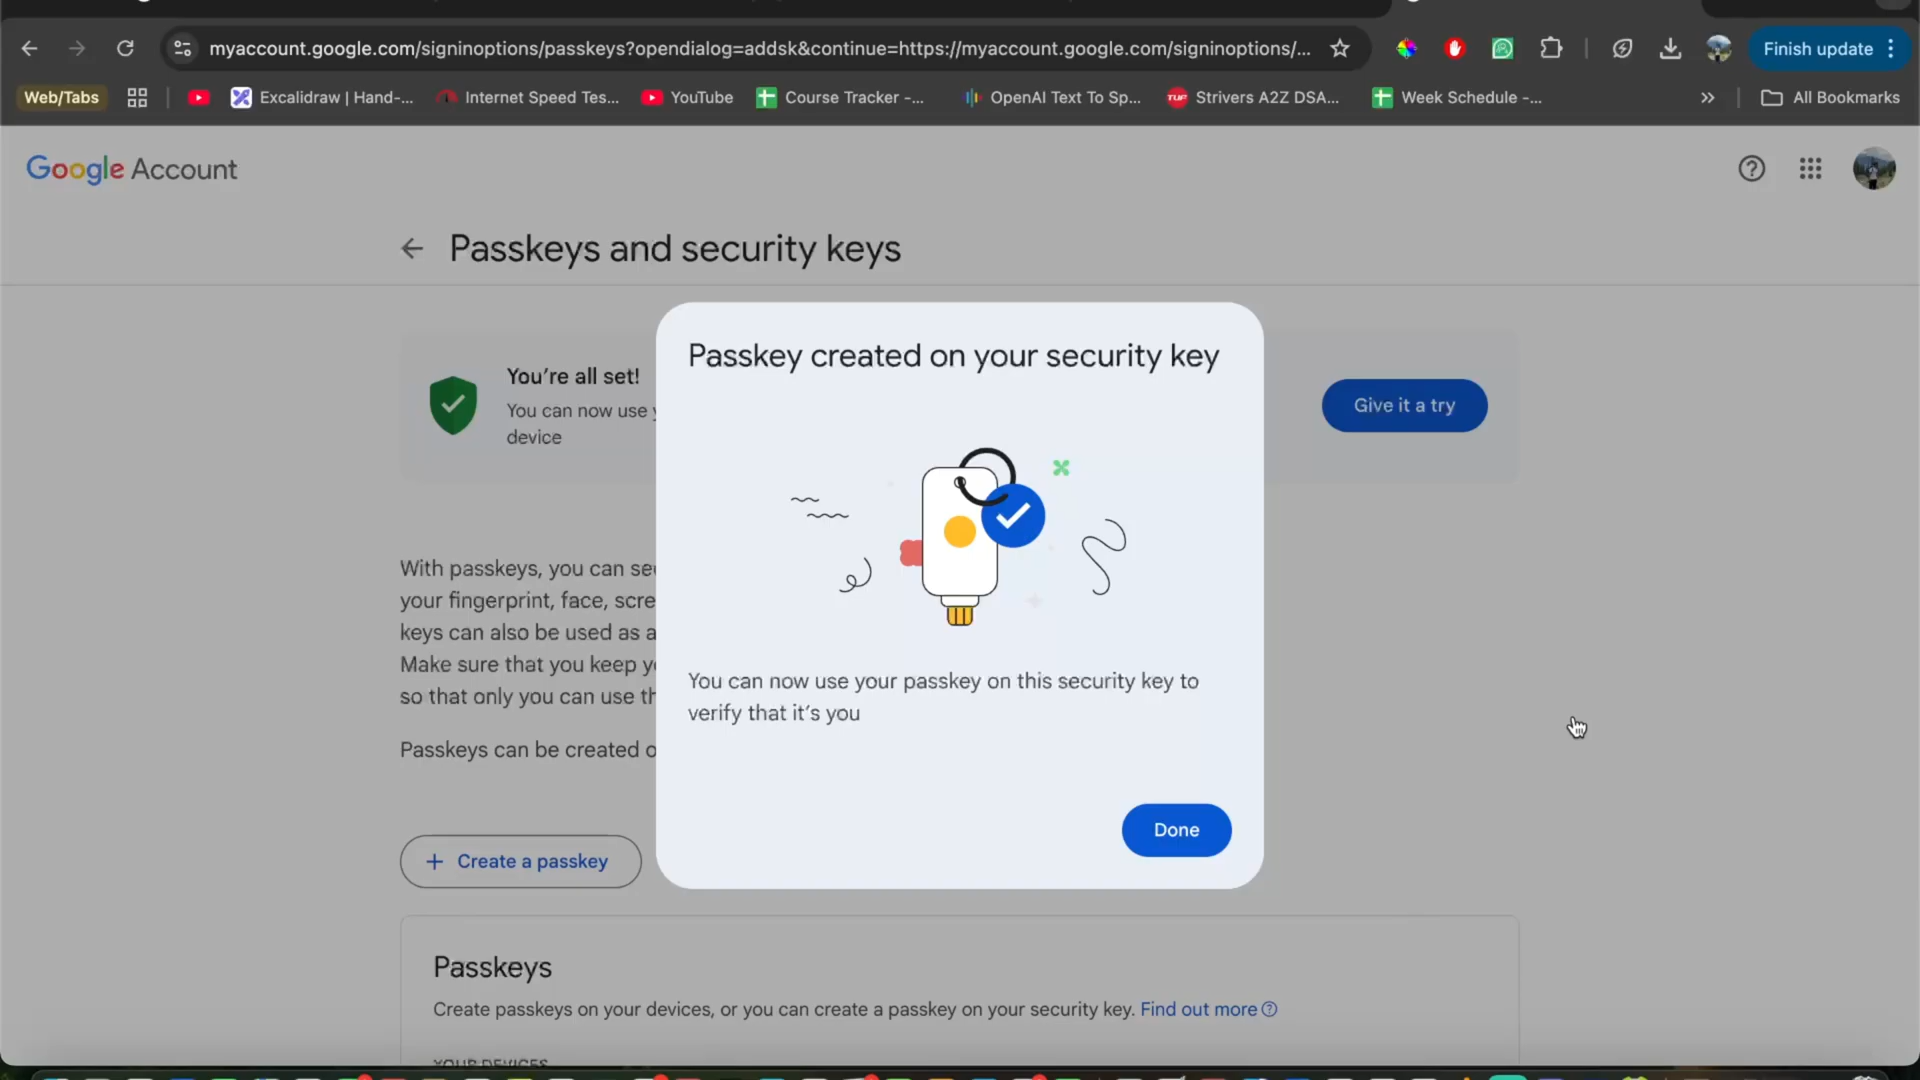 myaccount.google.com/signinoptions/passkeys?opendialog=addsk&continue=https://myaccount.google.com/signinoptions/...
Finish update
Web/Tabs
Excalidraw | Hand-...
Internet Speed Tes...
YouTube
Course Tracker -...
OpenAI Text To Sp...
TUF
Strivers A2Z DSA...
Week Schedule -...
All Bookmarks
Google Account
Passkeys and security keys
You're all set!
You can now use y
device
Give it a try
Passkey created on your security key
You can now use your passkey on this security key to
verify that it's you
Done
With passkeys, you can se
your fingerprint, face, scre
keys can also be used as a
Make sure that you keep y
so that only you can use th
Passkeys can be created o
+ Create a passkey
Passkeys
Create passkeys on your devices, or you can create a passkey on your security key. Find out more
YOUR DEVICES